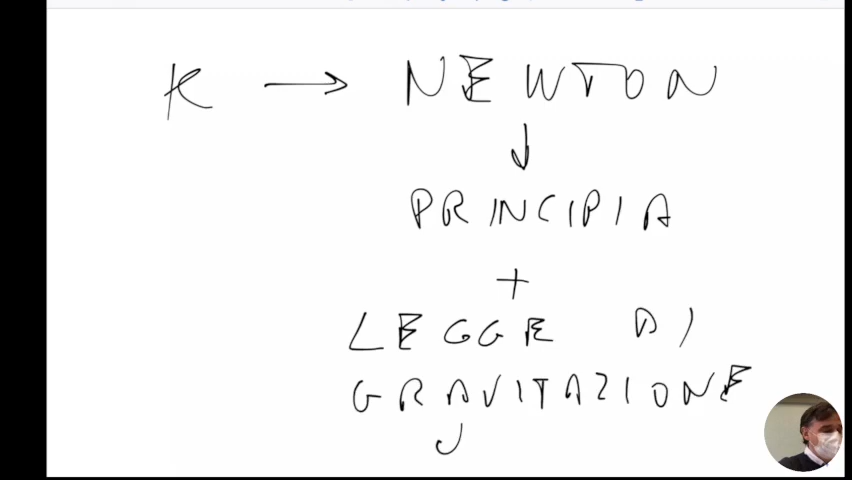 K → NEWTON
↓
PRINCIPIA
+
LEGGE DI
GRAVITAZIONE